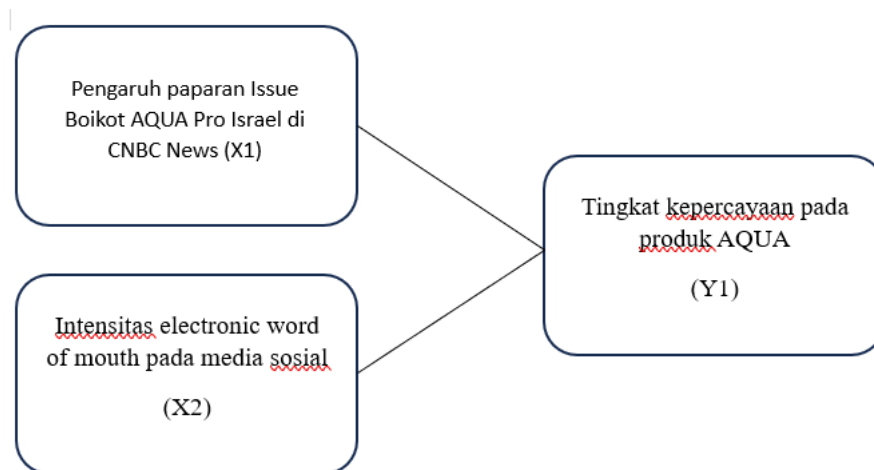 Pengaruh paparan Issue
Boikot AQUA Pro Israel di
CNBC News (X1)
Intensitas electronic word
of mouth pada media sosial
(X2)
Tingkat kepercayaan pada
produk AQUA
(Y1)